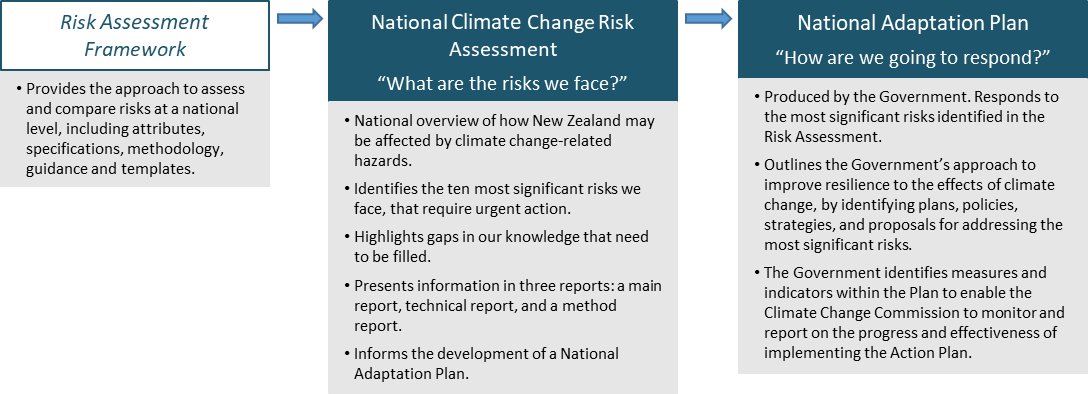 Risk Assessment
Framework
• Provides the approach to assess
and compare risks at a national
level, including attributes,
specifications, methodology,
guidance and templates.
National Climate Change Risk
Assessment
“What are the risks we face?”
• National overview of how New Zealand may
be affected by climate change-related
hazards.
• Identifies the ten most significant risks we
face, that require urgent action.
• Highlights gaps in our knowledge that need
to be filled.
• Presents information in three reports: a main
report, technical report, and a method
report.
• Informs the development of a National
Adaptation Plan.
National Adaptation Plan
“How are we going to respond?”
• Produced by the Government. Responds to
the most significant risks identified in the
Risk Assessment.
• Outlines the Government’s approach to
improve resilience to the effects of climate
change, by identifying plans, policies,
strategies, and proposals for addressing the
most significant risks.
• The Government identifies measures and
indicators within the Plan to enable the
Climate Change Commission to monitor and
report on the progress and effectiveness of
implementing the Action Plan.